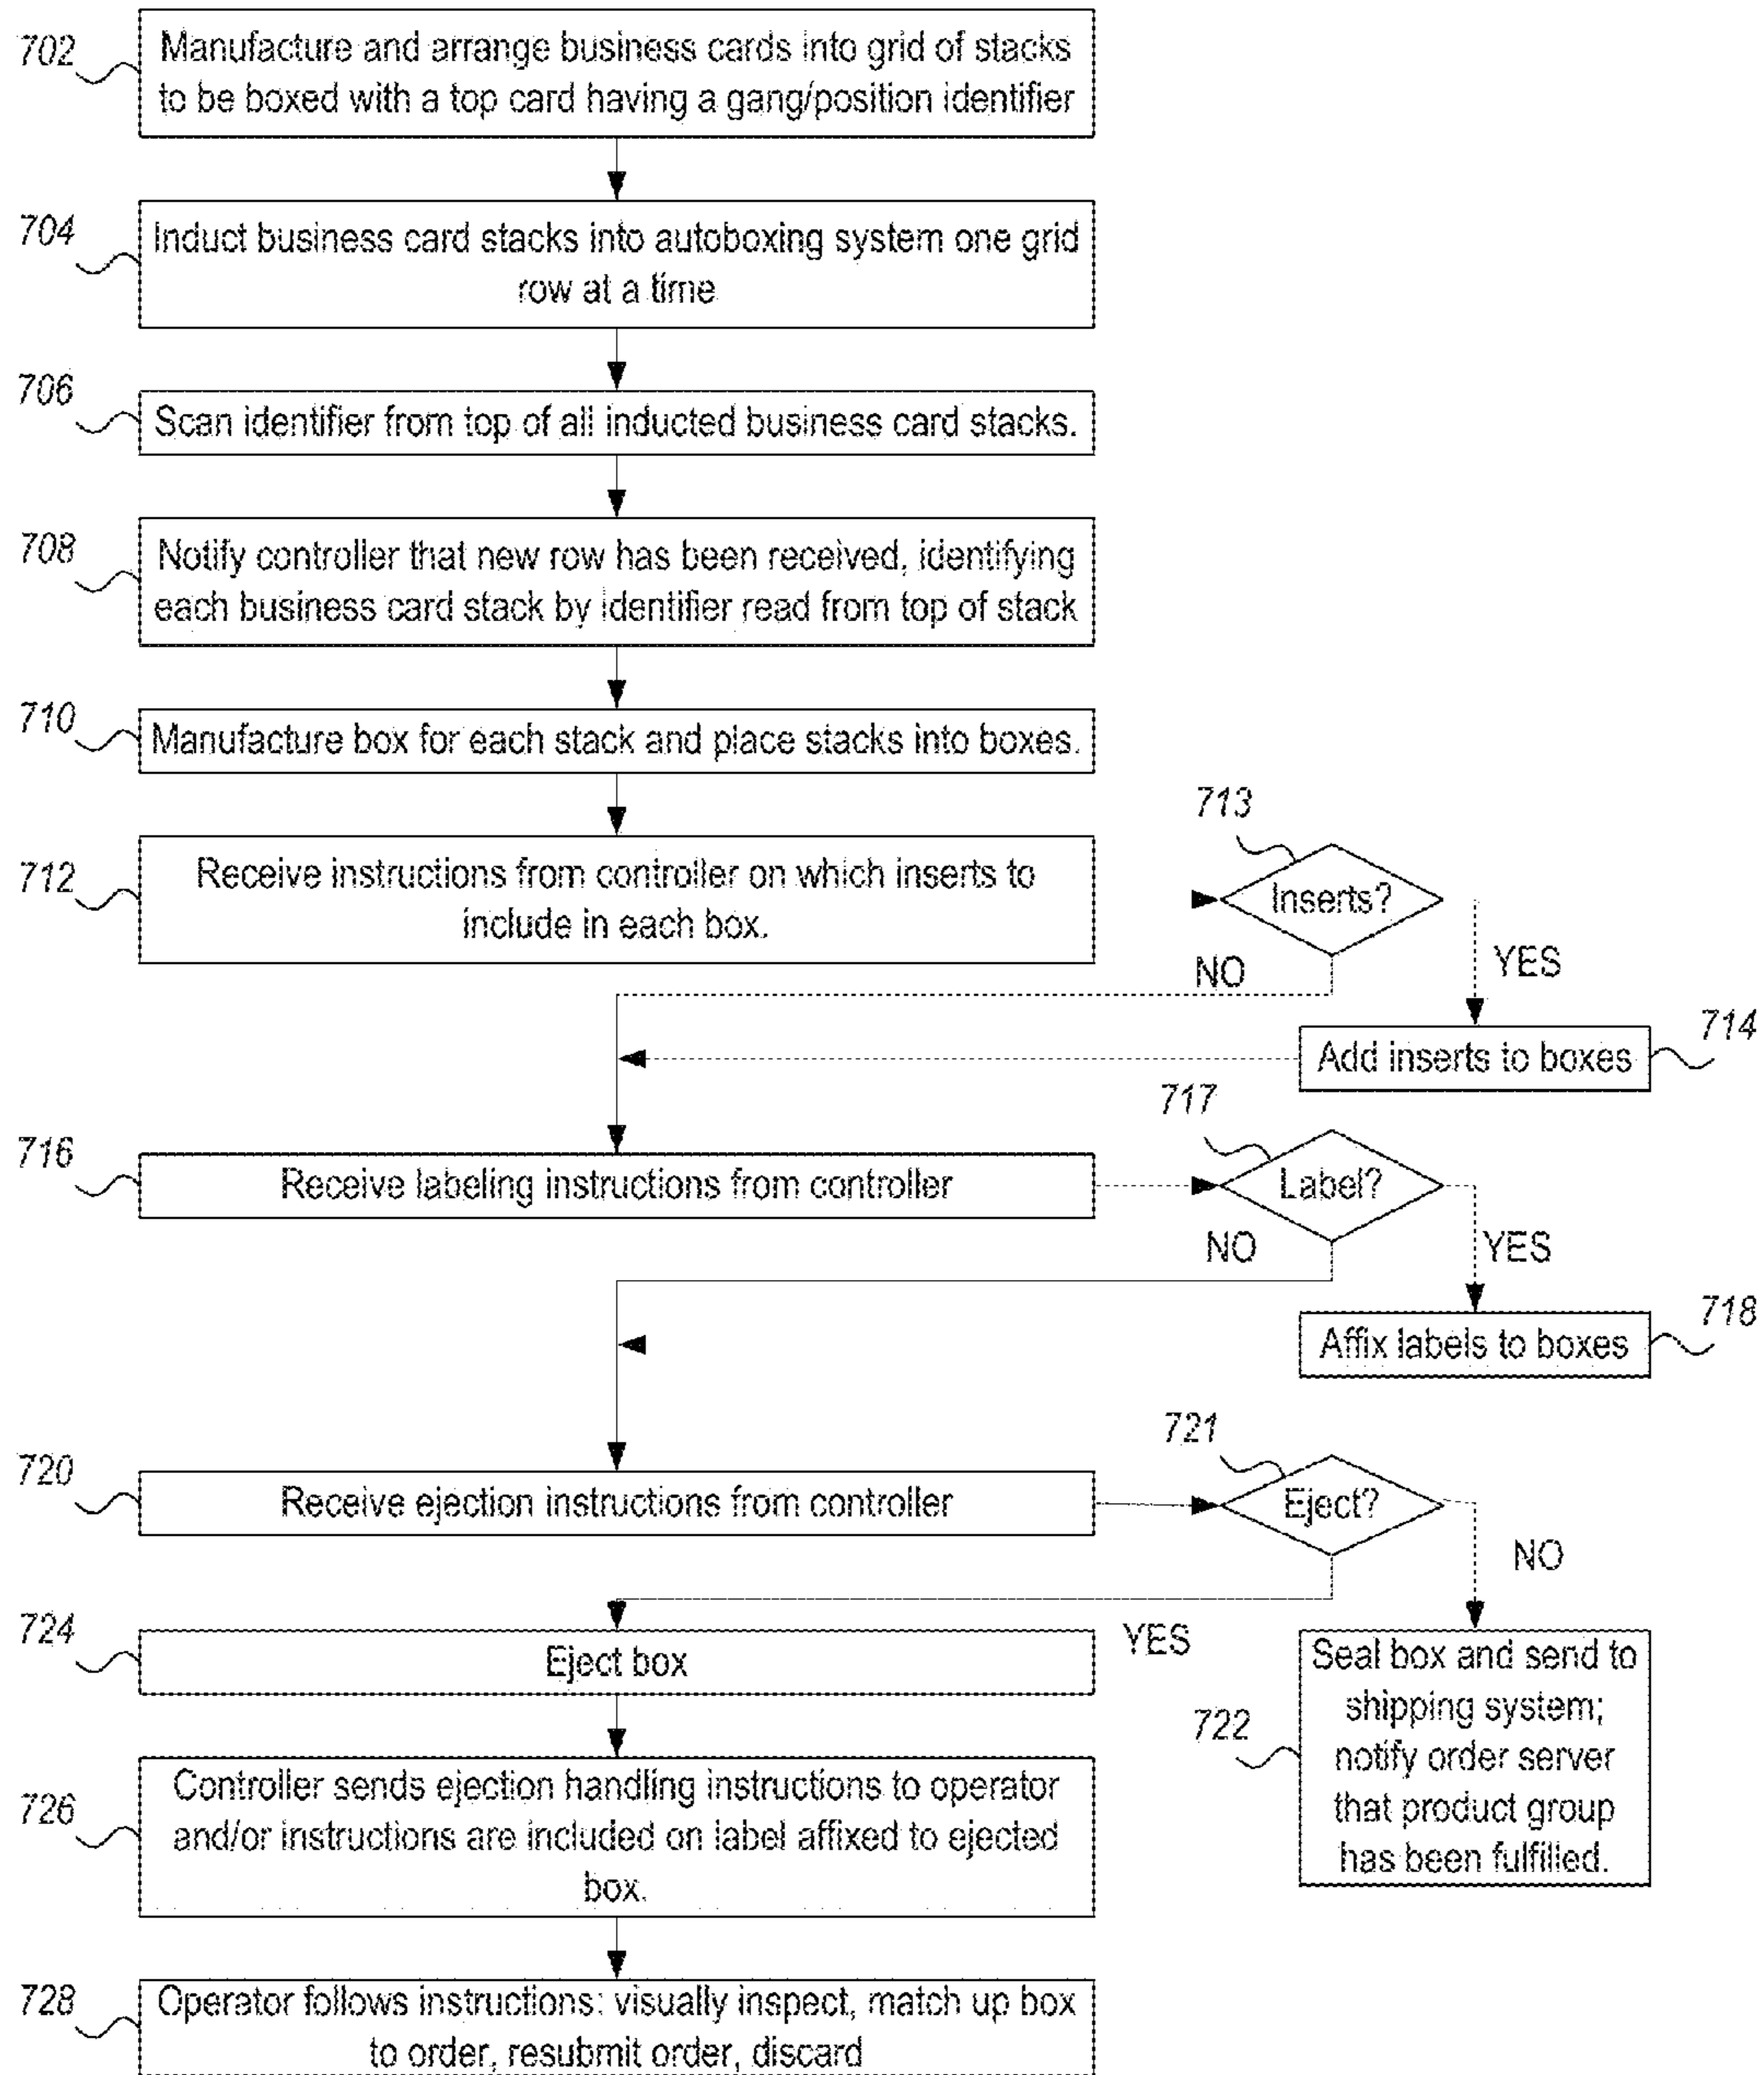 702
Manufacture and arrange business cards into grid of stacks
to be boxed with a top card having a gang/position identifier
704
Induct business card stacks into autoboxing system one grid
row at a time
706
Scan identifier from top of all inducted business card stacks.
708
Notify controller that new row has been received, identifying
each business card stack by identifier read from top of stack
710
Manufacture box for each stack and place stacks into boxes.
712
Receive instructions from controller on which inserts to
include in each box.
713
Inserts?
NO
YES
714
Add inserts to boxes
716
Receive labeling instructions from controller
717
Label?
NO
YES
718
Affix labels to boxes
720
Receive ejection instructions from controller
721
Eject?
NO
YES
724
Eject box
722
Seal box and send to
shipping system;
notify order server
that product group
has been fulfilled.
726
Controller sends ejection handling instructions to operator
and/or instructions are included on label affixed to ejected
box.
728
Operator follows instructions: visually inspect, match up box
to order, resubmit order, discard